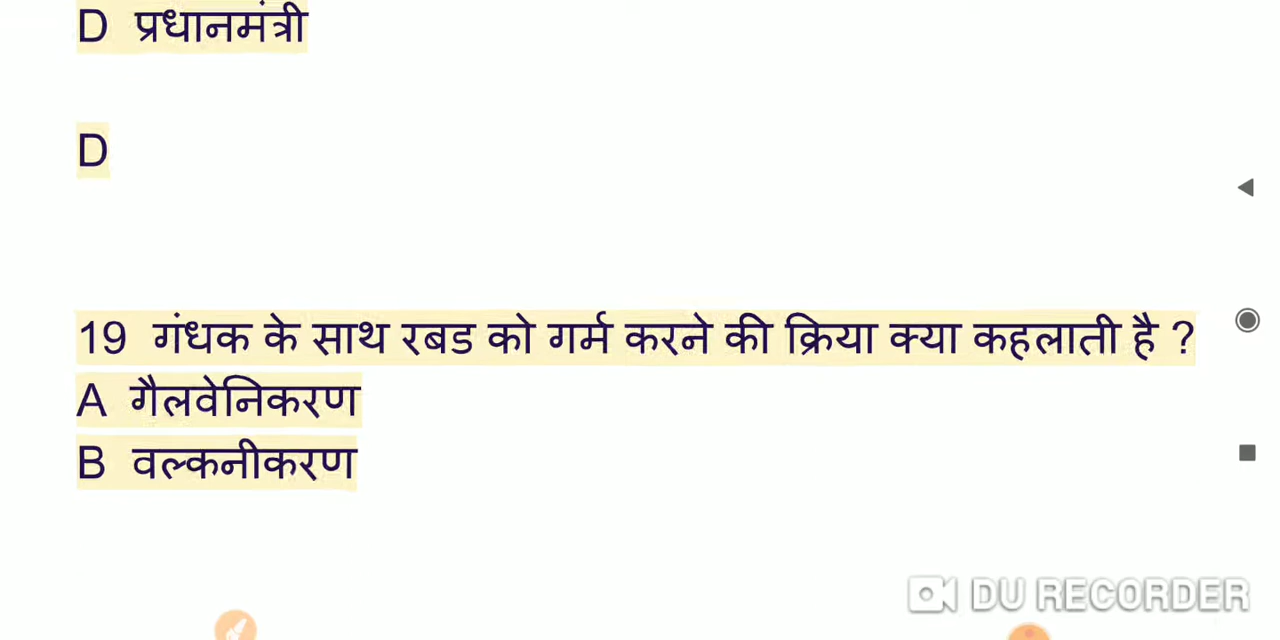 D प्रधानमंत्री
D
19 गंधक के साथ रबड को गर्म करने की क्रिया क्या कहलाती है ?
A गैलवेनिकरण
B वल्कनीकरण
DU RECORDER